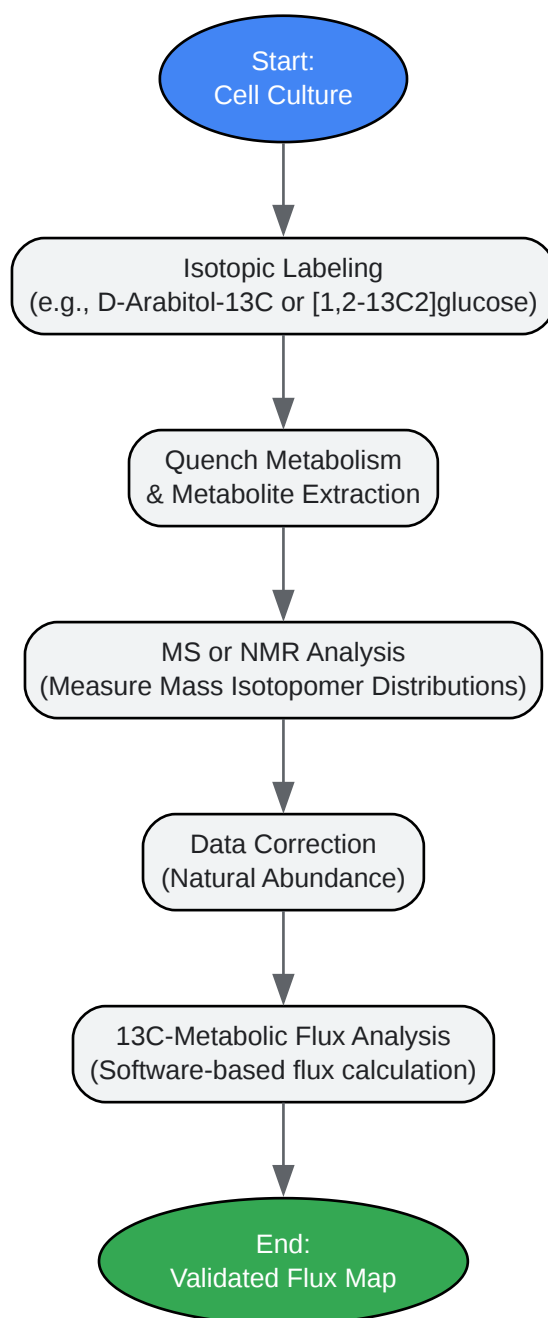 Start:
Cell Culture
Isotopic Labeling
(e.g., D-Arabitol-13C or [1,2-13C2]glucose)
Quench Metabolism
& Metabolite Extraction
MS or NMR Analysis
(Measure Mass Isotopomer Distributions)
Data Correction
(Natural Abundance)
13C-Metabolic Flux Analysis
(Software-based flux calculation)
End:
Validated Flux Map